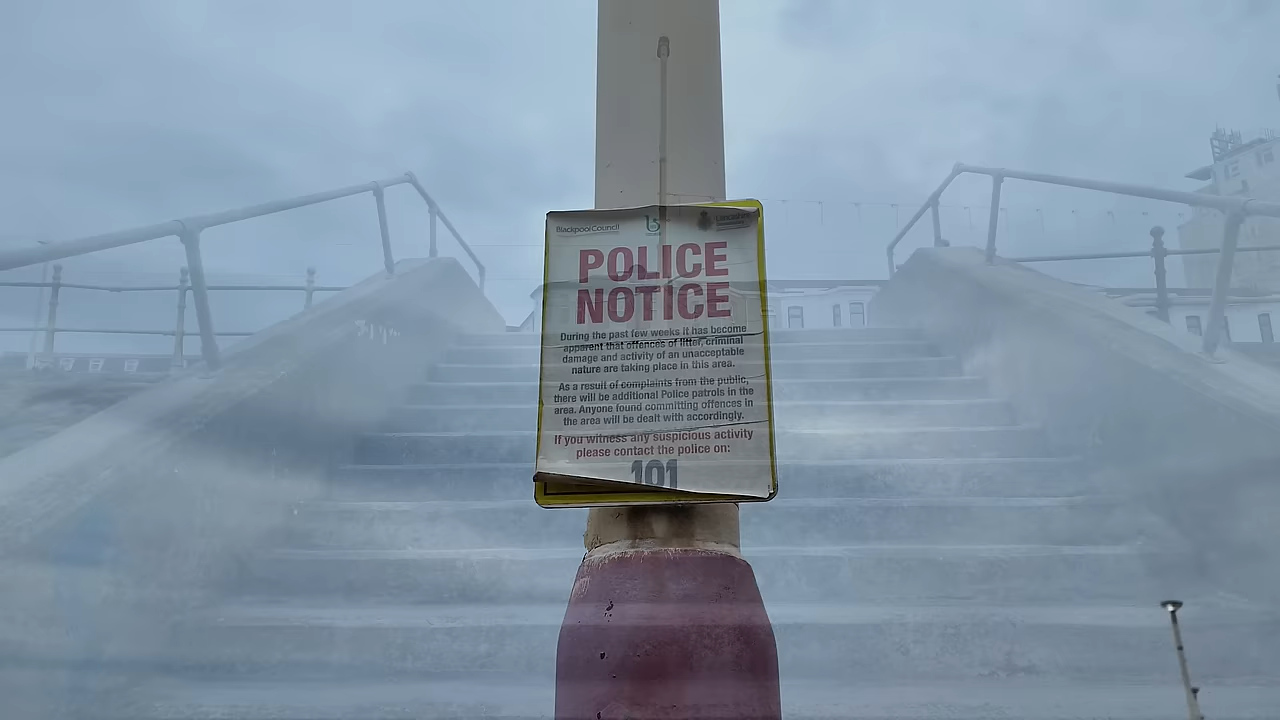 BlackpoolCouncil
Lancashire
POLICE
NOTICE
During the past few weeks it has become
apparent that offences of litter, criminal
damage and activity of an unacceptable
nature are taking place in this area.
As a result of complaints from the public,
there will be additional Police patrols in the
area. Anyone found committing offences in
the area will be dealt with accordingly.
If you witness any suspicious activity
please contact the police on:
101